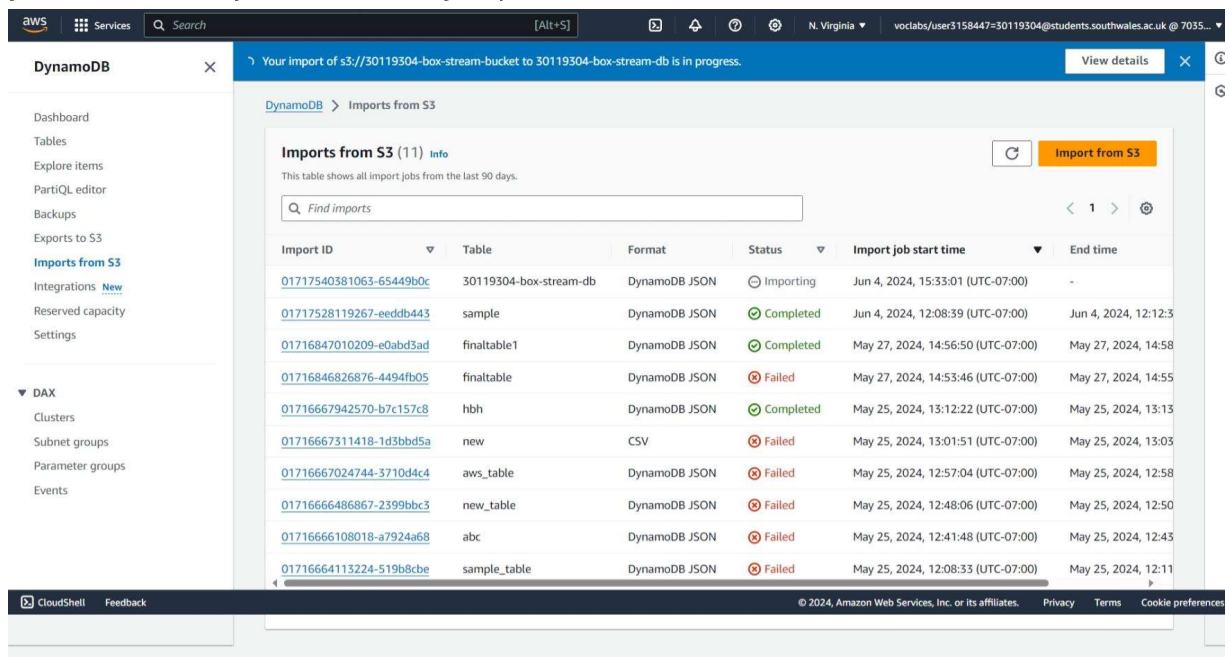 aws Services Search [Alt+S] N. Virginia voclabs/user3158447=30119304@students.southwales.ac.uk @ 7035...
DynamoDB
Your import of s3://30119304-box-stream-bucket to 30119304-box-stream-db is in progress. View details
DynamoDB > Imports from S3
Dashboard
Tables
Explore items
PartiQL editor
Backups
Exports to S3
Imports from S3
Integrations New
Reserved capacity
Settings
DAX
Clusters
Subnet groups
Parameter groups
Events
Imports from S3 (11) Info
Import from S3
This table shows all import jobs from the last 90 days.
Find imports
< 1 >
Import ID Table Format Status Import job start time End time
01717540381063-65449b0c 30119304-box-stream-db DynamoDB JSON Importing Jun 4, 2024, 15:33:01 (UTC-07:00) -
01717528119267-eeddb443 sample DynamoDB JSON Completed Jun 4, 2024, 12:08:39 (UTC-07:00) Jun 4, 2024, 12:12:3
01716847010209-e0abd3ad finaltable1 DynamoDB JSON Completed May 27, 2024, 14:56:50 (UTC-07:00) May 27, 2024, 14:58
01716846826876-4494fb05 finaltable DynamoDB JSON Failed May 27, 2024, 14:53:46 (UTC-07:00) May 27, 2024, 14:55
01716667942570-b7c157c8 hbh DynamoDB JSON Completed May 25, 2024, 13:12:22 (UTC-07:00) May 25, 2024, 13:13
01716667311418-1d3bbd5a new CSV Failed May 25, 2024, 13:01:51 (UTC-07:00) May 25, 2024, 13:03
01716667024744-3710d4c4 aws_table DynamoDB JSON Failed May 25, 2024, 12:57:04 (UTC-07:00) May 25, 2024, 12:58
01716666486867-2399bbc3 new_table DynamoDB JSON Failed May 25, 2024, 12:48:06 (UTC-07:00) May 25, 2024, 12:50
01716666108018-a7924a68 abc DynamoDB JSON Failed May 25, 2024, 12:41:48 (UTC-07:00) May 25, 2024, 12:43
01716664113224-519b8cbe sample_table DynamoDB JSON Failed May 25, 2024, 12:08:33 (UTC-07:00) May 25, 2024, 12:11
CloudShell Feedback © 2024, Amazon Web Services, Inc. or its affiliates. Privacy Terms Cookie preferences